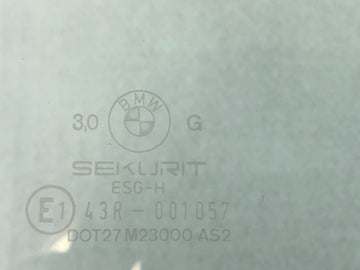 BMW
3,0 G
SEKURIT
ESG-H
E1 43R - 001057
DOT27 M23000 AS2